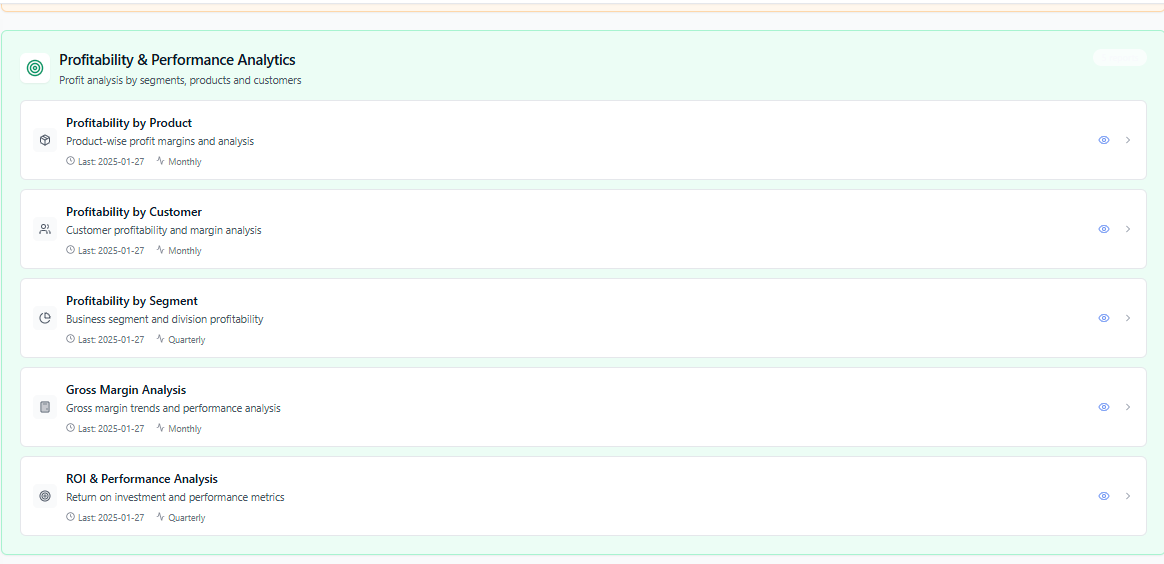 Profitability & Performance Analytics
Profit analysis by segments, products and customers
Profitability by Product
Product-wise profit margins and analysis
Last: 2025-01-27 Monthly
Profitability by Customer
Customer profitability and margin analysis
Last: 2025-01-27 Monthly
Profitability by Segment
Business segment and division profitability
Last: 2025-01-27 Quarterly
Gross Margin Analysis
Gross margin trends and performance analysis
Last: 2025-01-27 Monthly
ROI & Performance Analysis
Return on investment and performance metrics
Last: 2025-01-27 Quarterly